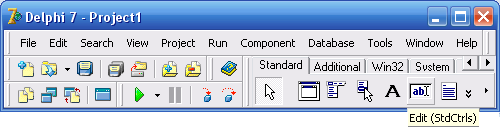 Delphi 7 - Project1
File Edit Search View Project Run Component Database Tools Window Help
Standard Additional Win32 System
A ab
Edit (StdCtrls)